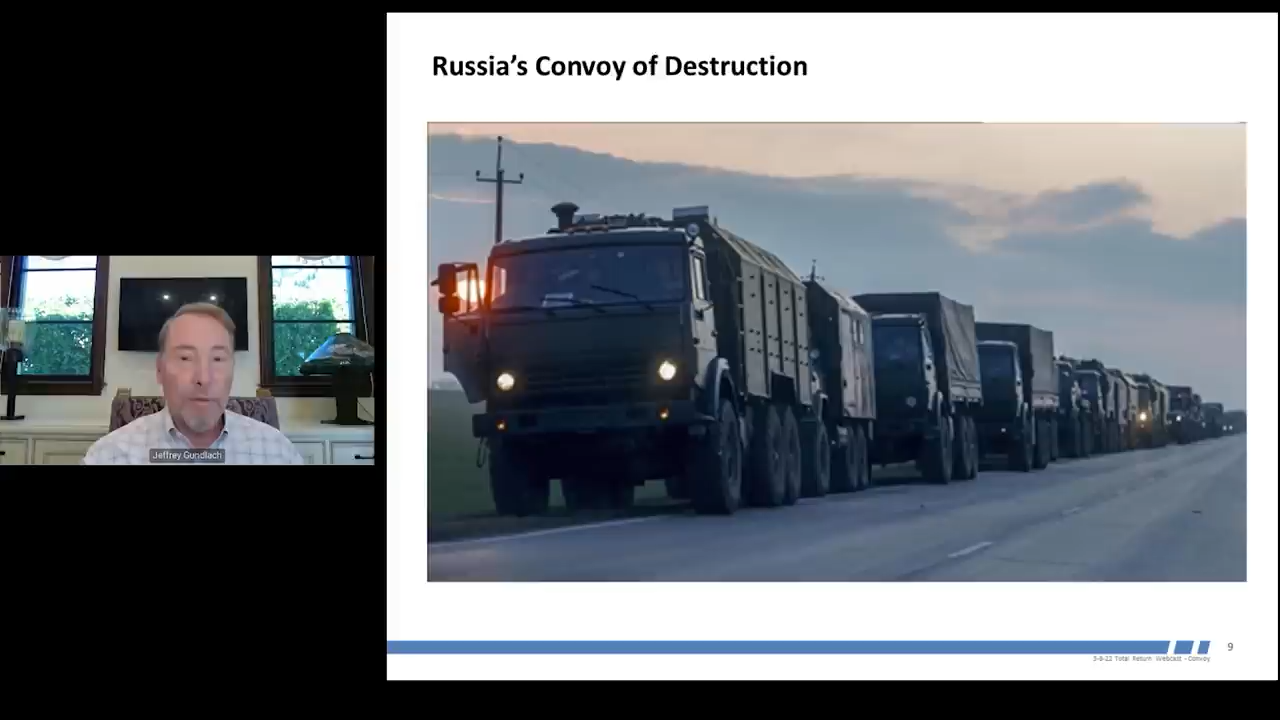 Russia's Convoy of Destruction
Jeffrey Gundlach
9
3-8-22 Total Return Webcast - Convoy